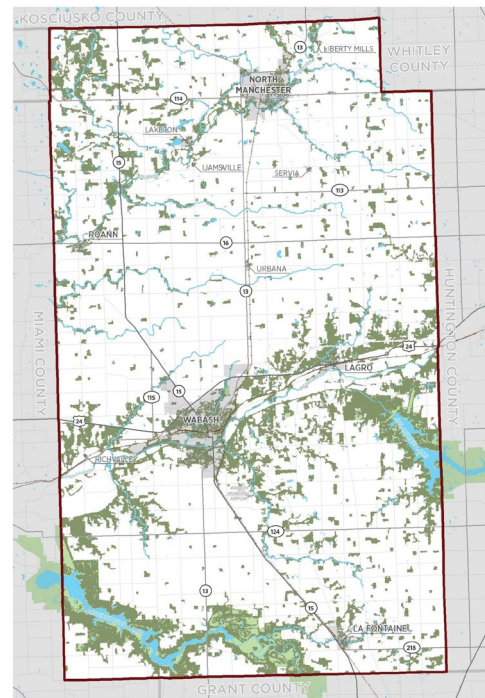 KOSCIUSKO COUNTY
13
LIBERTY MILLS
WHITLEY
COUNTY
NORTH
MANCHESTER
114
LAKETON
15
IJAMSVILLE
SERVIA
113
ROANN
16
URBANA
13
MIAMI COUNTY
HUNTINGTON COUNTY
24
LAGRO
15
115
WABASH
24
RICHVALLEY
124
13
15
LA FONTAINE
218
GRANT COUNTY